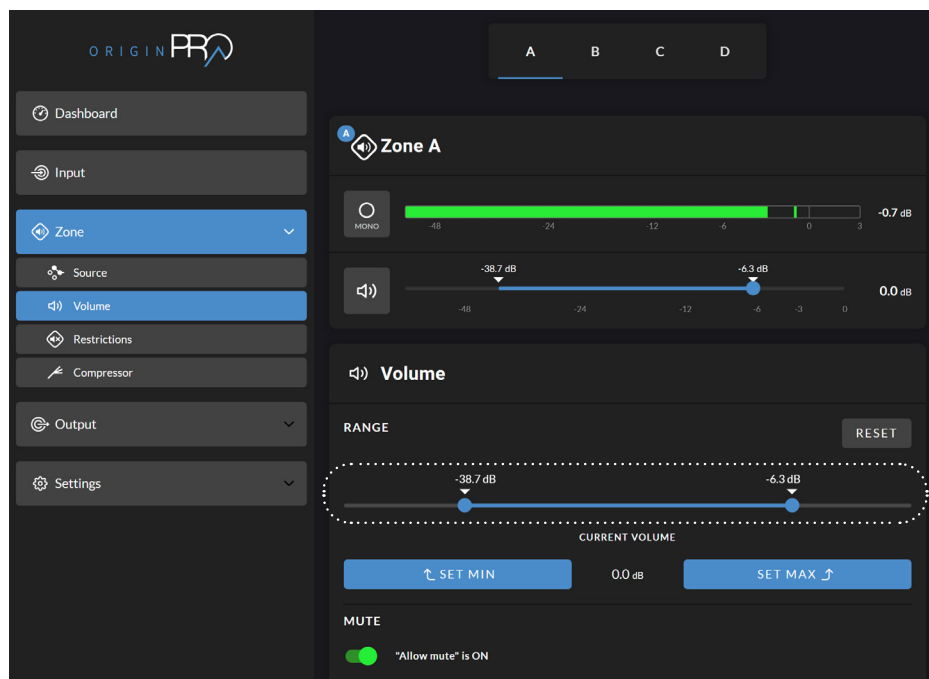 ORIGIN PRO
Dashboard
Input
Zone
Source
Volume
Restrictions
Compressor
Output
Settings
A B C D
A Zone A
MONO
-0.7 dB
-48 -24 -12 -6 0 3
-38.7 dB -6.3 dB
0.0 dB
-48 -24 -12 -6 -3 0
Volume
RANGE
RESET
-38.7 dB -6.3 dB
CURRENT VOLUME
SET MIN 0.0 dB SET MAX
MUTE
"Allow mute" is ON